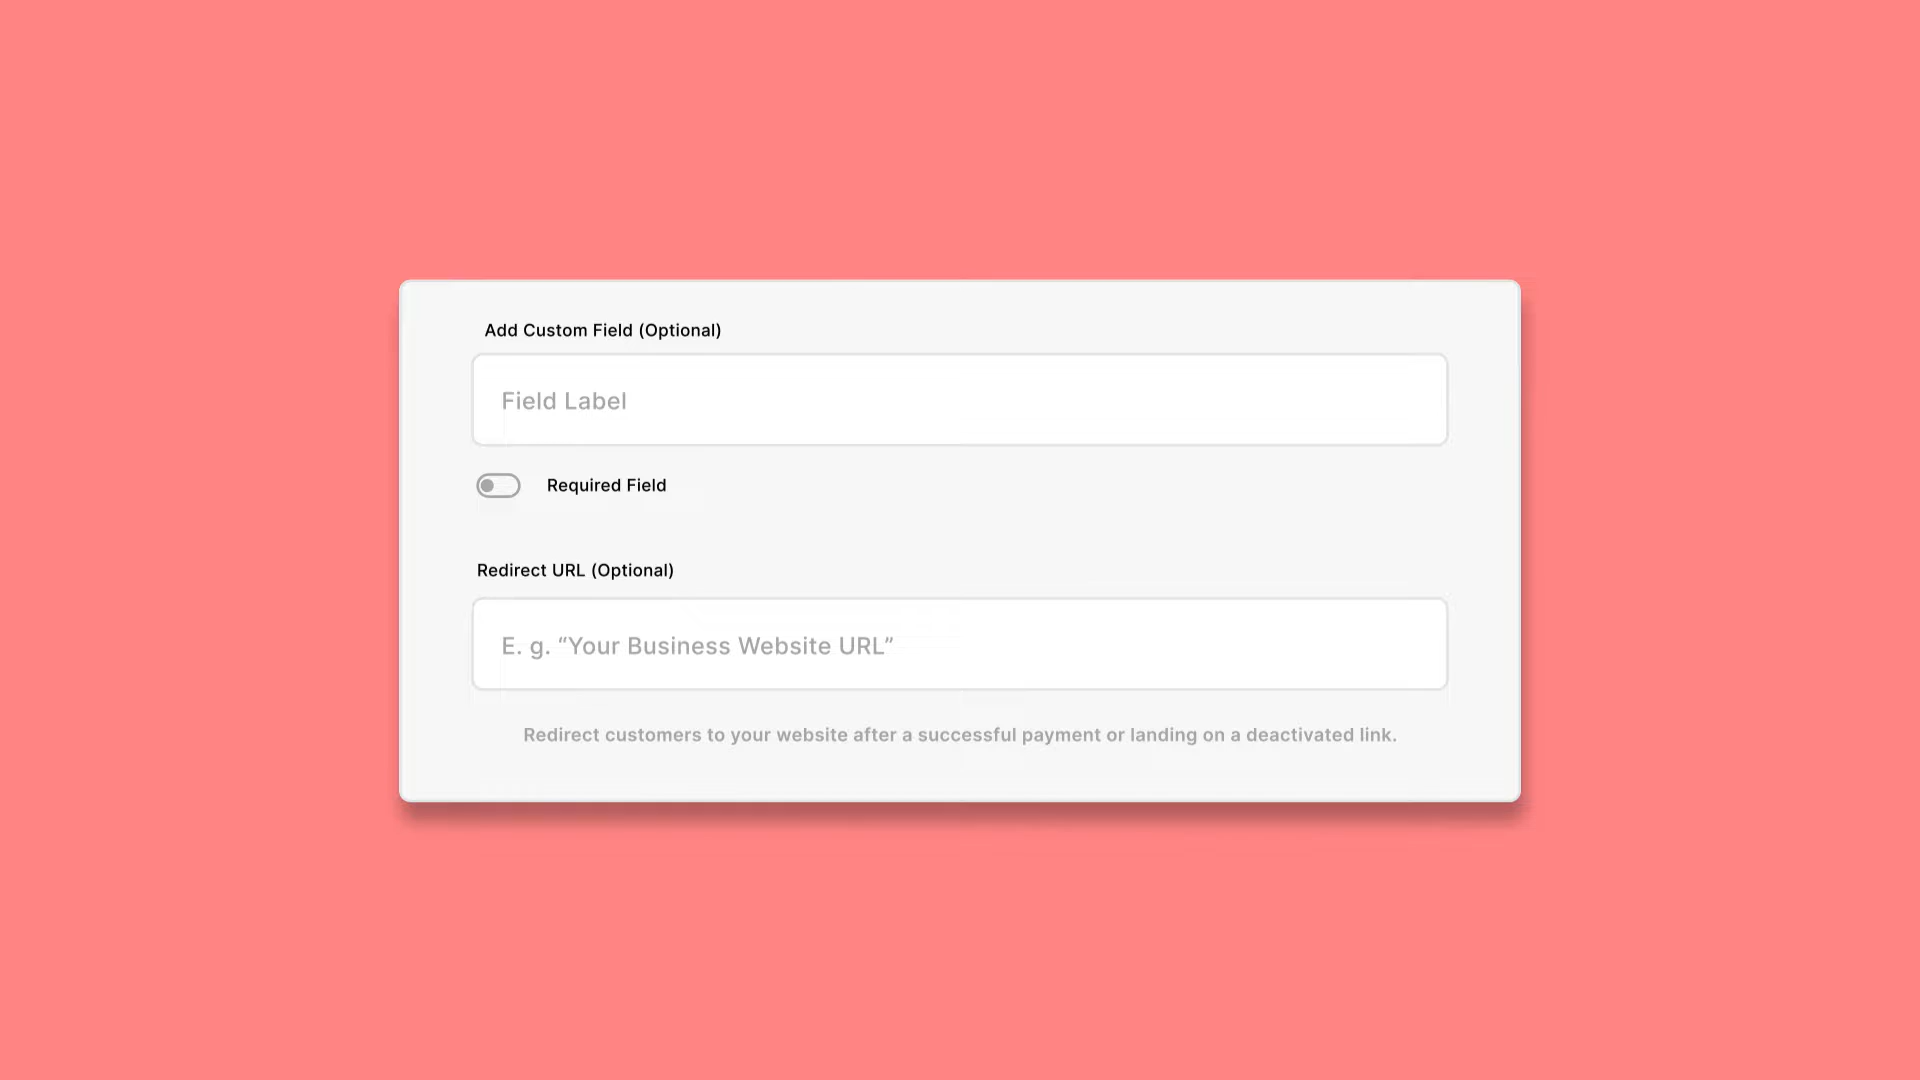 Add Custom Field (Optional)
Field Label
Required Field
Redirect URL (Optional)
E. g. “Your Business Website URL”
Redirect customers to your website after a successful payment or landing on a deactivated link.